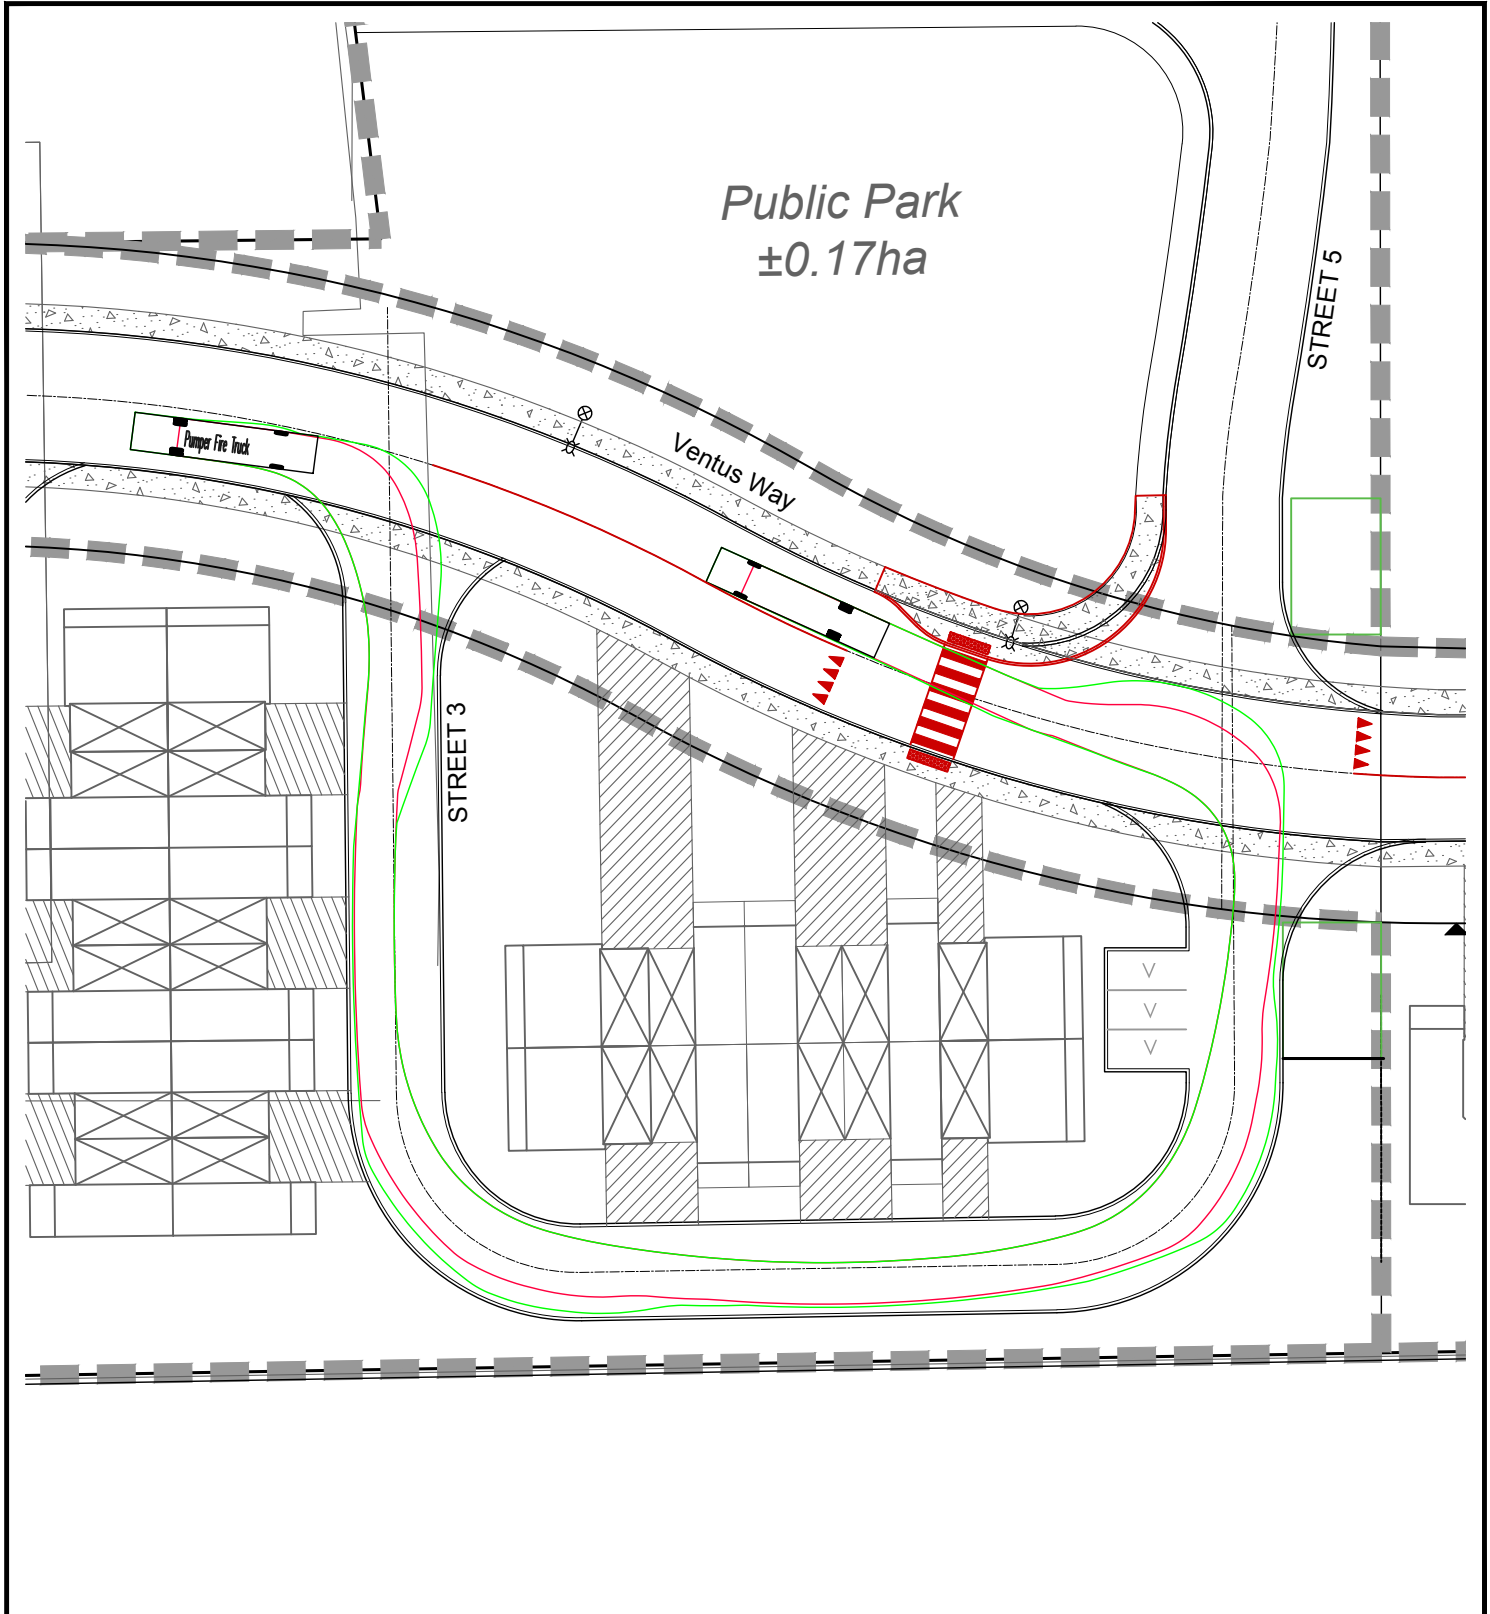 Public Park
±0.17ha
STREET 5
Pumper Fire Truck
Ventus Way
STREET 3